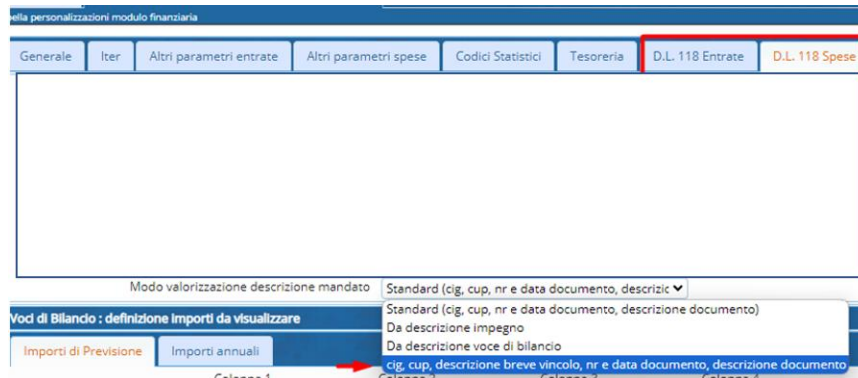 ella personalizzazioni modulo finanziaria
Generale Iter Altri parametri entrate Altri parametri spese Codici Statistici Tesoreria D.L. 118 Entrate D.L. 118 Spese
Modo valorizzazione descrizione mandato Standard (cig, cup, nr e data documento, descrizic
Standard (cig, cup, nr e data documento, descrizione documento)
Da descrizione impegno
Voci di Bilancio : definizione importi da visualizzare
Da descrizione voce di bilancio
cig, cup, descrizione breve vincolo, nr e data documento, descrizione documento
Importi di Previsione Importi annuali